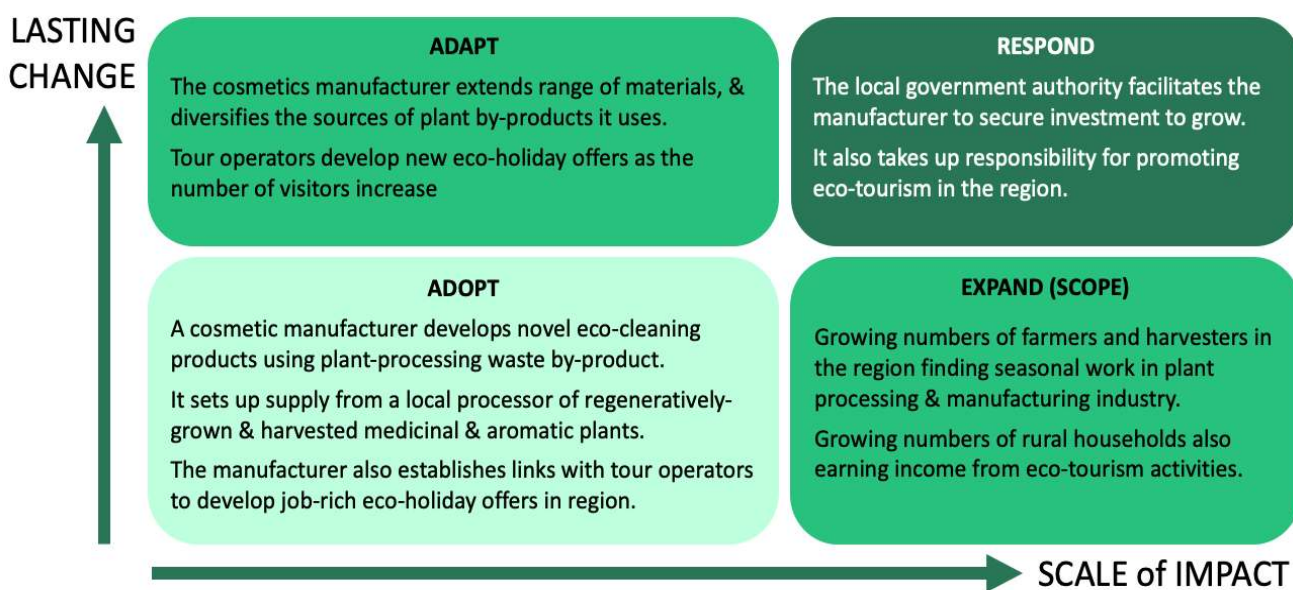 LASTING
CHANGE
ADAPT
The cosmetics manufacturer extends range of materials, &
diversifies the sources of plant by-products it uses.
Tour operators develop new eco-holiday offers as the
number of visitors increase
RESPOND
The local government authority facilitates the
manufacturer to secure investment to grow.
It also takes up responsibility for promoting
eco-tourism in the region.
ADOPT
A cosmetic manufacturer develops novel eco-cleaning
products using plant-processing waste by-product.
It sets up supply from a local processor of regeneratively-
grown & harvested medicinal & aromatic plants.
The manufacturer also establishes links with tour operators
to develop job-rich eco-holiday offers in region.
EXPAND (SCOPE)
Growing numbers of farmers and harvesters in
the region finding seasonal work in plant
processing & manufacturing industry.
Growing numbers of rural households also
earning income from eco-tourism activities.
SCALE of IMPACT